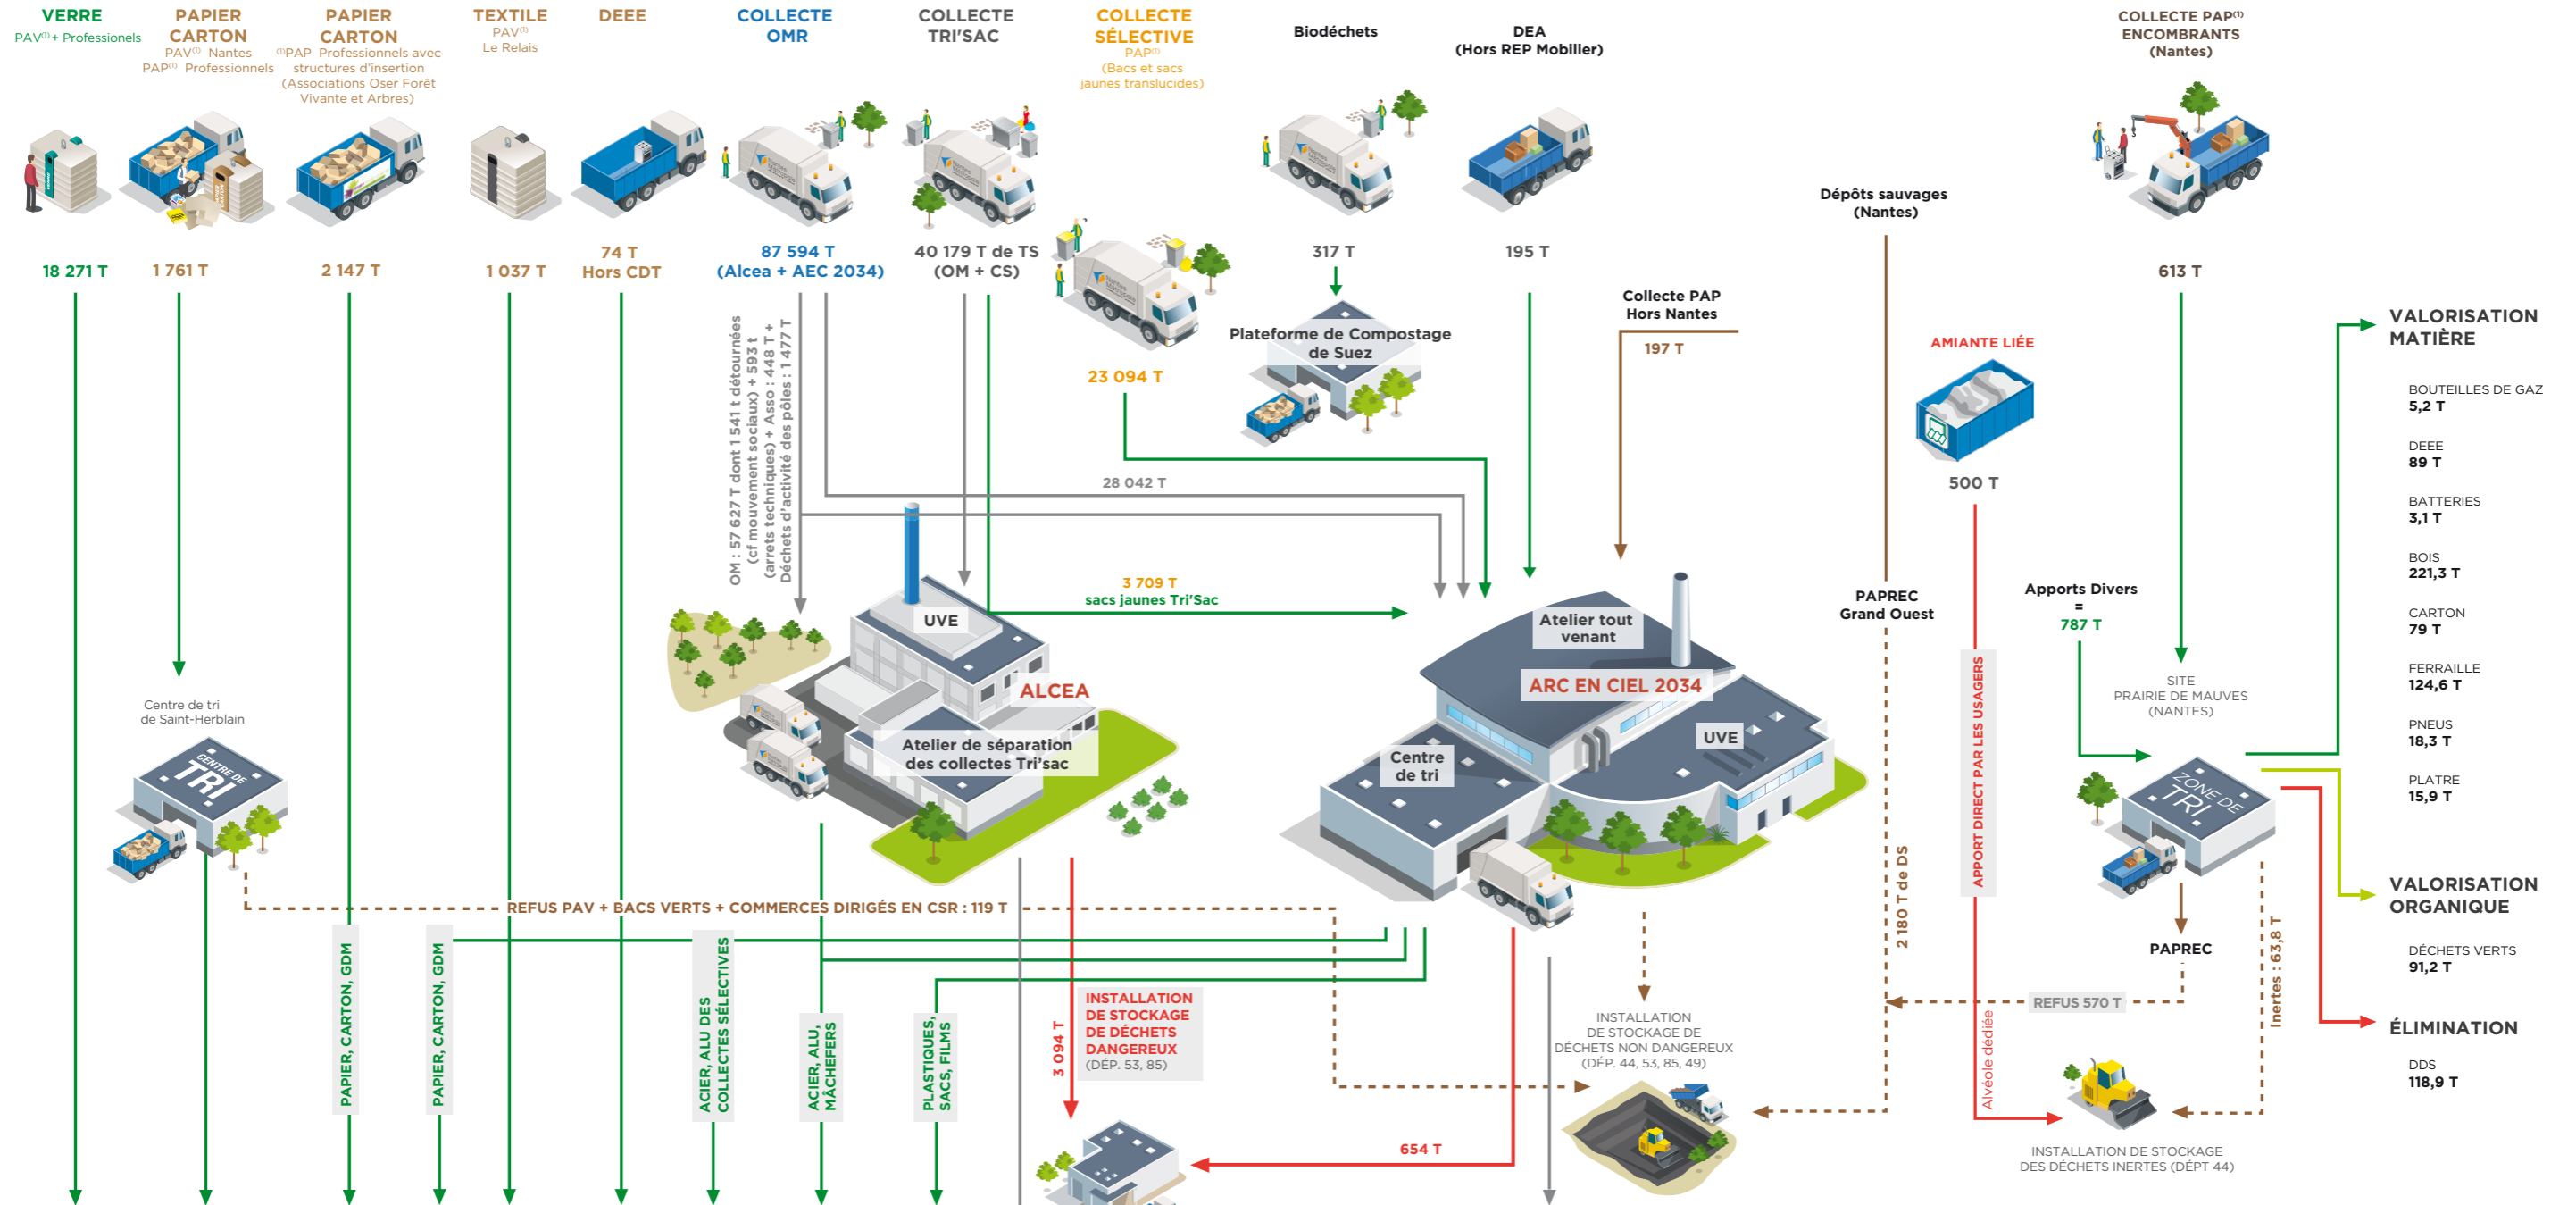 VERRE
PAV(1) + Professionels
PAPIER
CARTON
PAV(1) Nantes
PAP(1) Professionnels
PAPIER
CARTON
(1)PAP Professionnels avec
structures d'insertion
(Associations Oser Forêt
Vivante et Arbres)
TEXTILE
PAV(1)
Le Relais
DEEE
COLLECTE
OMR
COLLECTE
TRI'SAC
COLLECTE
SÉLECTIVE
PAP(1)
(Bacs et sacs
jaunes translucides)
Biodéchets
DEA
(Hors REP Mobilier)
COLLECTE PAP(1)
ENCOMBRANTS
(Nantes)
Dépôts sauvages
(Nantes)
18 271 T
1 761 T
2 147 T
1 037 T
74 T
Hors CDT
87 594 T
(Alcea + AEC 2034)
40 179 T de TS
(OM + CS)
23 094 T
317 T
195 T
613 T
Collecte PAP
Hors Nantes
197 T
Plateforme de Compostage
de Suez
AMIANTE LIÉE
500 T
OM : 57 627 T dont 1 541 t détournées
(cf mouvement sociaux) + 593 t
(arrets techniques) + Asso : 448 T +
Déchets d'activité des pôles : 1 477 T
28 042 T
3 709 T
sacs jaunes Tri'Sac
UVE
ALCEA
Atelier de séparation
des collectes Tri'sac
Atelier tout
venant
ARC EN CIEL 2034
UVE
Centre
de tri
PAPREC
Grand Ouest
Apports Divers
=
787 T
SITE
PRAIRIE DE MAUVES
(NANTES)
ZONE DE
TRI
Centre de tri
de Saint-Herblain
CENTRE DE
TRI
REFUS PAV + BACS VERTS + COMMERCES DIRIGÉS EN CSR : 119 T
PAPIER, CARTON, GDM
PAPIER, CARTON, GDM
ACIER, ALU DES
COLLECTES SÉLECTIVES
ACIER, ALU,
MÂCHEFERS
PLASTIQUES,
SACS, FILMS
3 094 T
INSTALLATION
DE STOCKAGE
DE DÉCHETS
DANGEREUX
(DÉP. 53, 85)
654 T
INSTALLATION
DE STOCKAGE DE
DÉCHETS NON DANGEREUX
(DÉP. 44, 53, 85, 49)
2 180 T de DS
APPORT DIRECT PAR LES USAGERS
Alvéole dédiée
PAPREC
REFUS 570 T
Inertes : 63,8 T
INSTALLATION DE STOCKAGE
DES DÉCHETS INERTES (DÉPT 44)
VALORISATION
MATIÈRE
BOUTEILLES DE GAZ
5,2 T
DEEE
89 T
BATTERIES
3,1 T
BOIS
221,3 T
CARTON
79 T
FERRAILLE
124,6 T
PNEUS
18,3 T
PLATRE
15,9 T
VALORISATION
ORGANIQUE
DÉCHETS VERTS
91,2 T
ÉLIMINATION
DDS
118,9 T